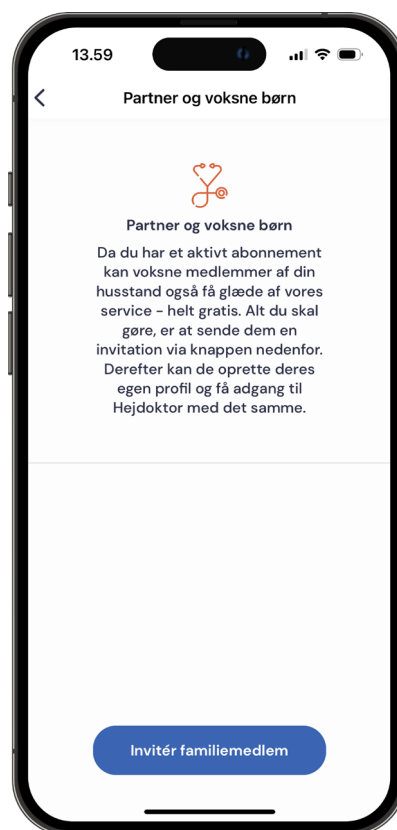 13.59
Partner og voksne børn
Partner og voksne børn
Da du har et aktivt abonnement
kan voksne medlemmer af din
husstand også få glæde af vores
service – helt gratis. Alt du skal
gøre, er at sende dem en
invitation via knappen nedenfor.
Derefter kan de oprette deres
egen profil og få adgang til
Hejdoktor med det samme.
Invitér familiemedlem